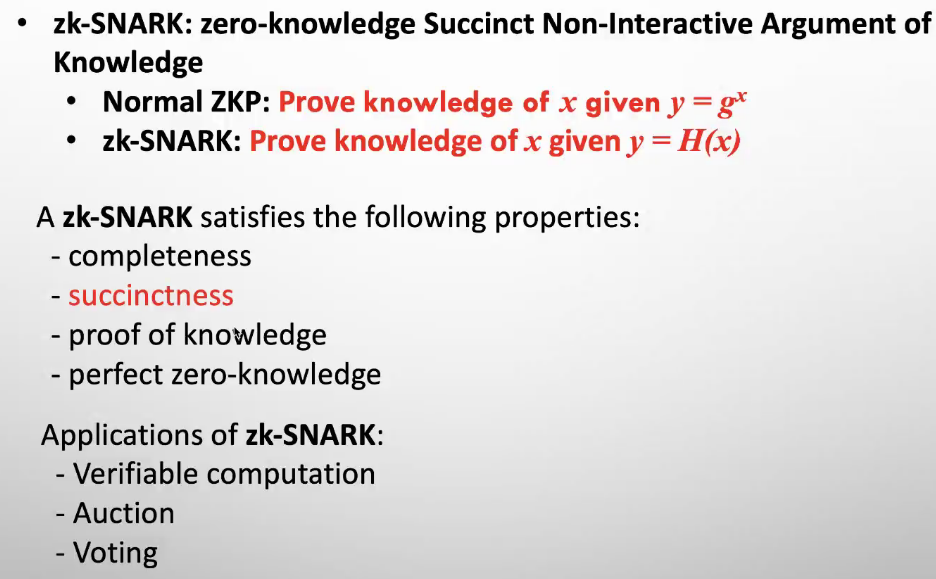 • zk-SNARK: zero-knowledge Succinct Non-Interactive Argument of
Knowledge
• Normal ZKP: Prove knowledge of x given y = gˣ
• zk-SNARK: Prove knowledge of x given y = H(x)
A zk-SNARK satisfies the following properties:
- completeness
- succinctness
- proof of knowledge
- perfect zero-knowledge
Applications of zk-SNARK:
- Verifiable computation
- Auction
- Voting